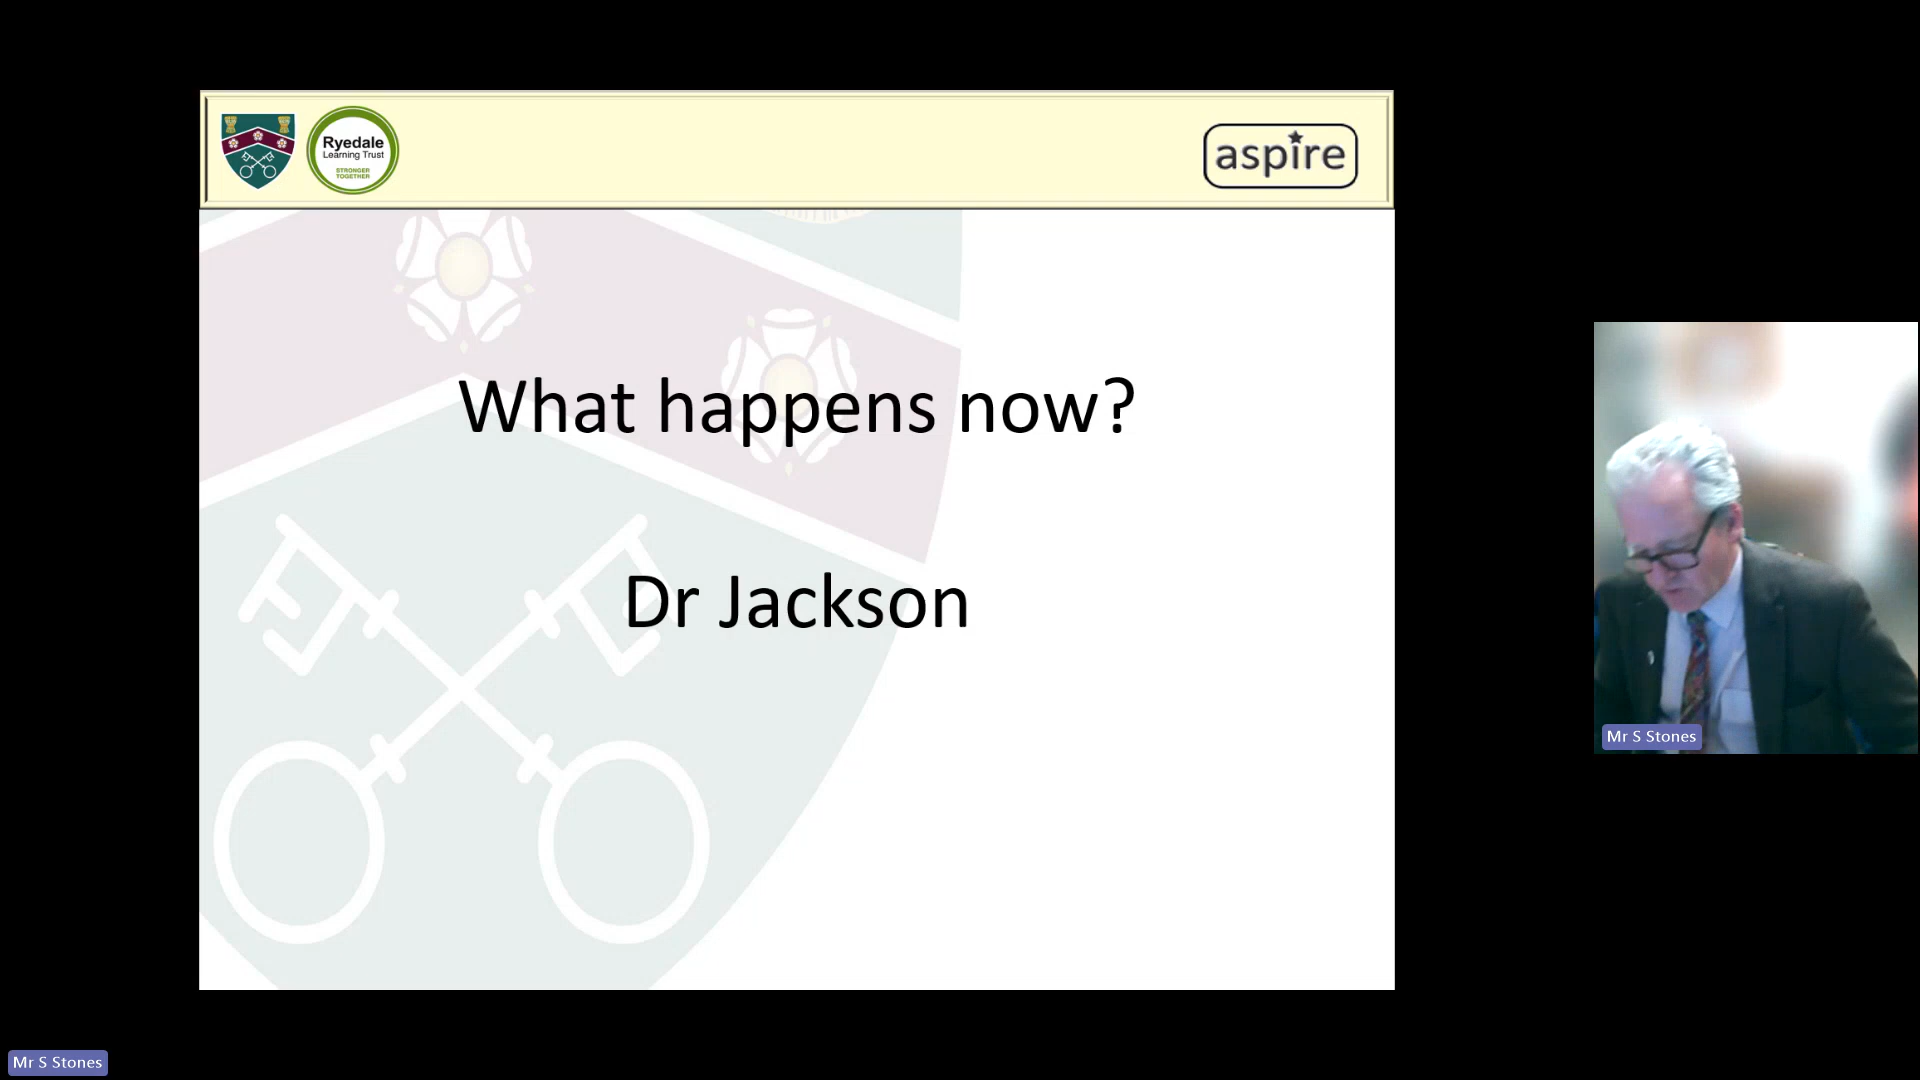 Ryedale
Learning Trust
STRONGER
TOGETHER
aspire
What happens now?
Dr Jackson
Mr S Stones
Mr S Stones